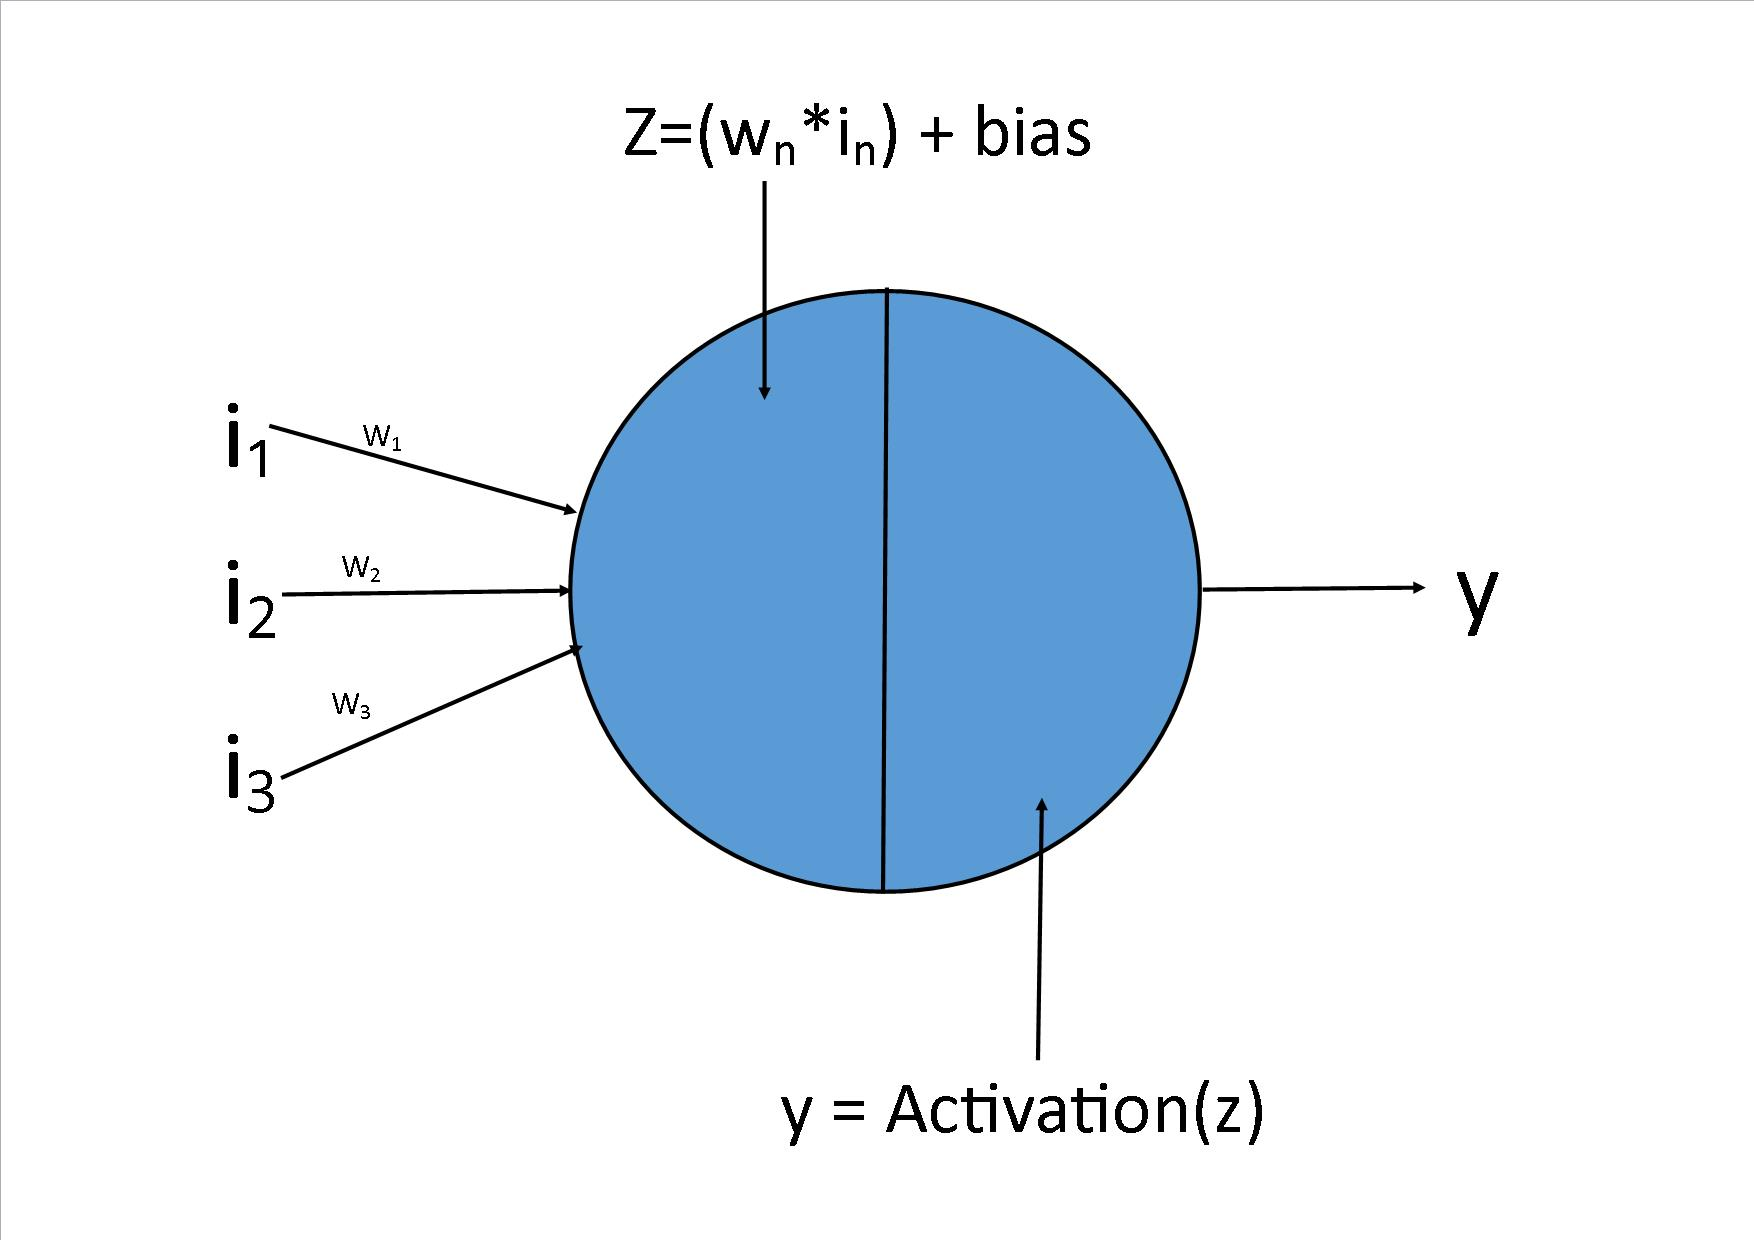 Z=(wₙ*iₙ) + bias
i₁
w₁
i₂
w₂
y
i₃
w₃
y = Activation(z)